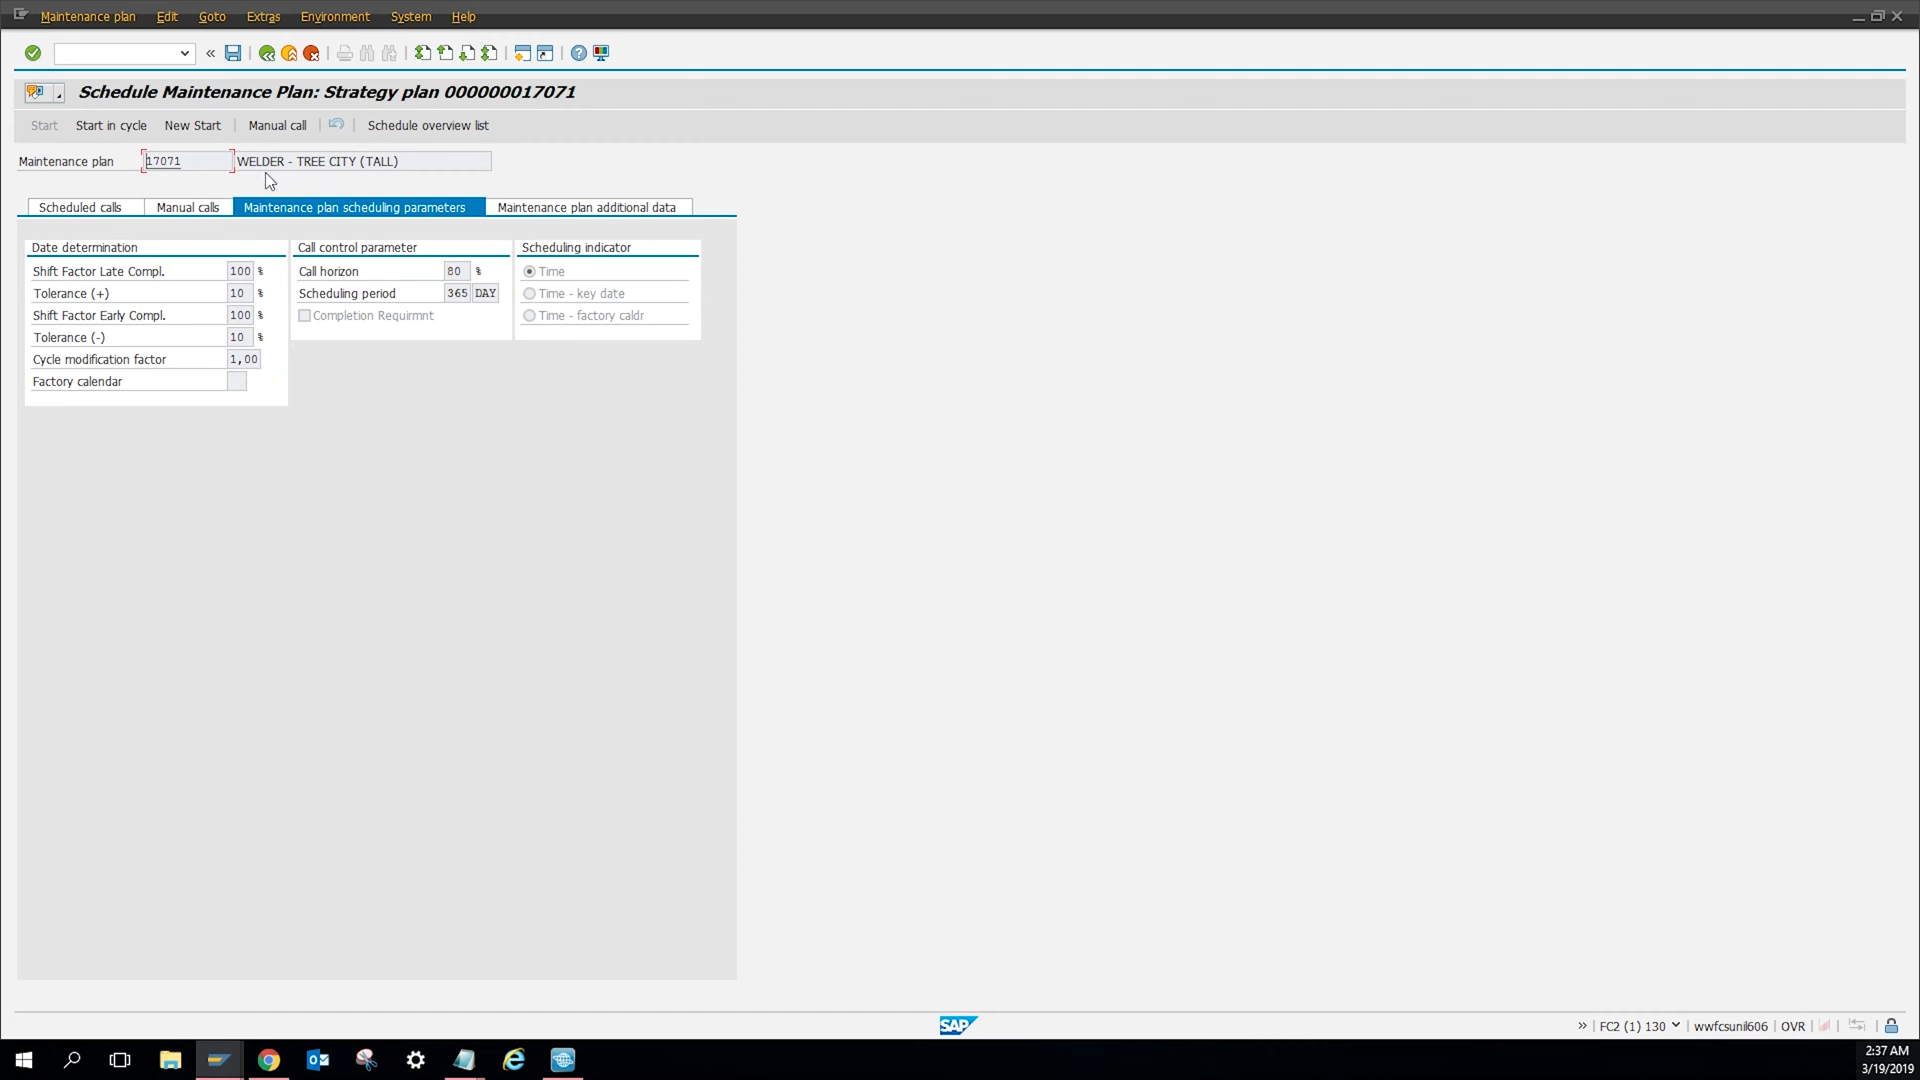 Maintenance plan Edit Goto Extras Environment System Help
Schedule Maintenance Plan: Strategy plan 000000017071
Start Start in cycle New Start Manual call Schedule overview list
Maintenance plan 17071 WELDER - TREE CITY (TALL)
Scheduled calls Manual calls Maintenance plan scheduling parameters Maintenance plan additional data
Date determination Call control parameter Scheduling indicator
Shift Factor Late Compl. 100 % Call horizon 80 % Time
Tolerance (+) 10 % Scheduling period 365 DAY Time - key date
Shift Factor Early Compl. 100 % Completion Requirmnt Time - factory caldr
Tolerance (-) 10 %
Cycle modification factor 1,00
Factory calendar
SAP
FC2 (1) 130 wwfcsunil606 OVR
2:37 AM
3/19/2019